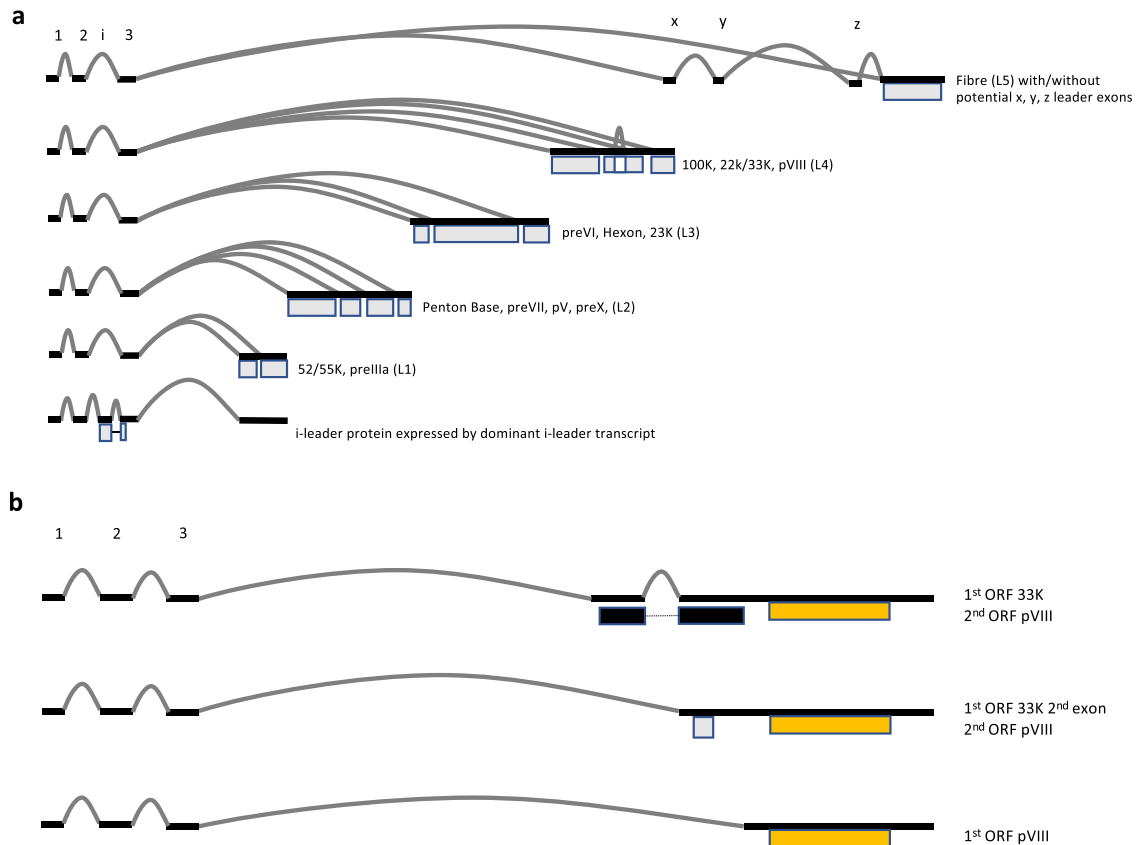 a
1 2 i 3 x y z
Fibre (L5) with/without
potential x, y, z leader exons
100K, 22k/33K, pVIII (L4)
preVI, Hexon, 23K (L3)
Penton Base, preVII, pV, preX, (L2)
52/55K, preIIIa (L1)
i-leader protein expressed by dominant i-leader transcript
b
1 2 3
1st ORF 33K
2nd ORF pVIII
1st ORF 33K 2nd exon
2nd ORF pVIII
1st ORF pVIII